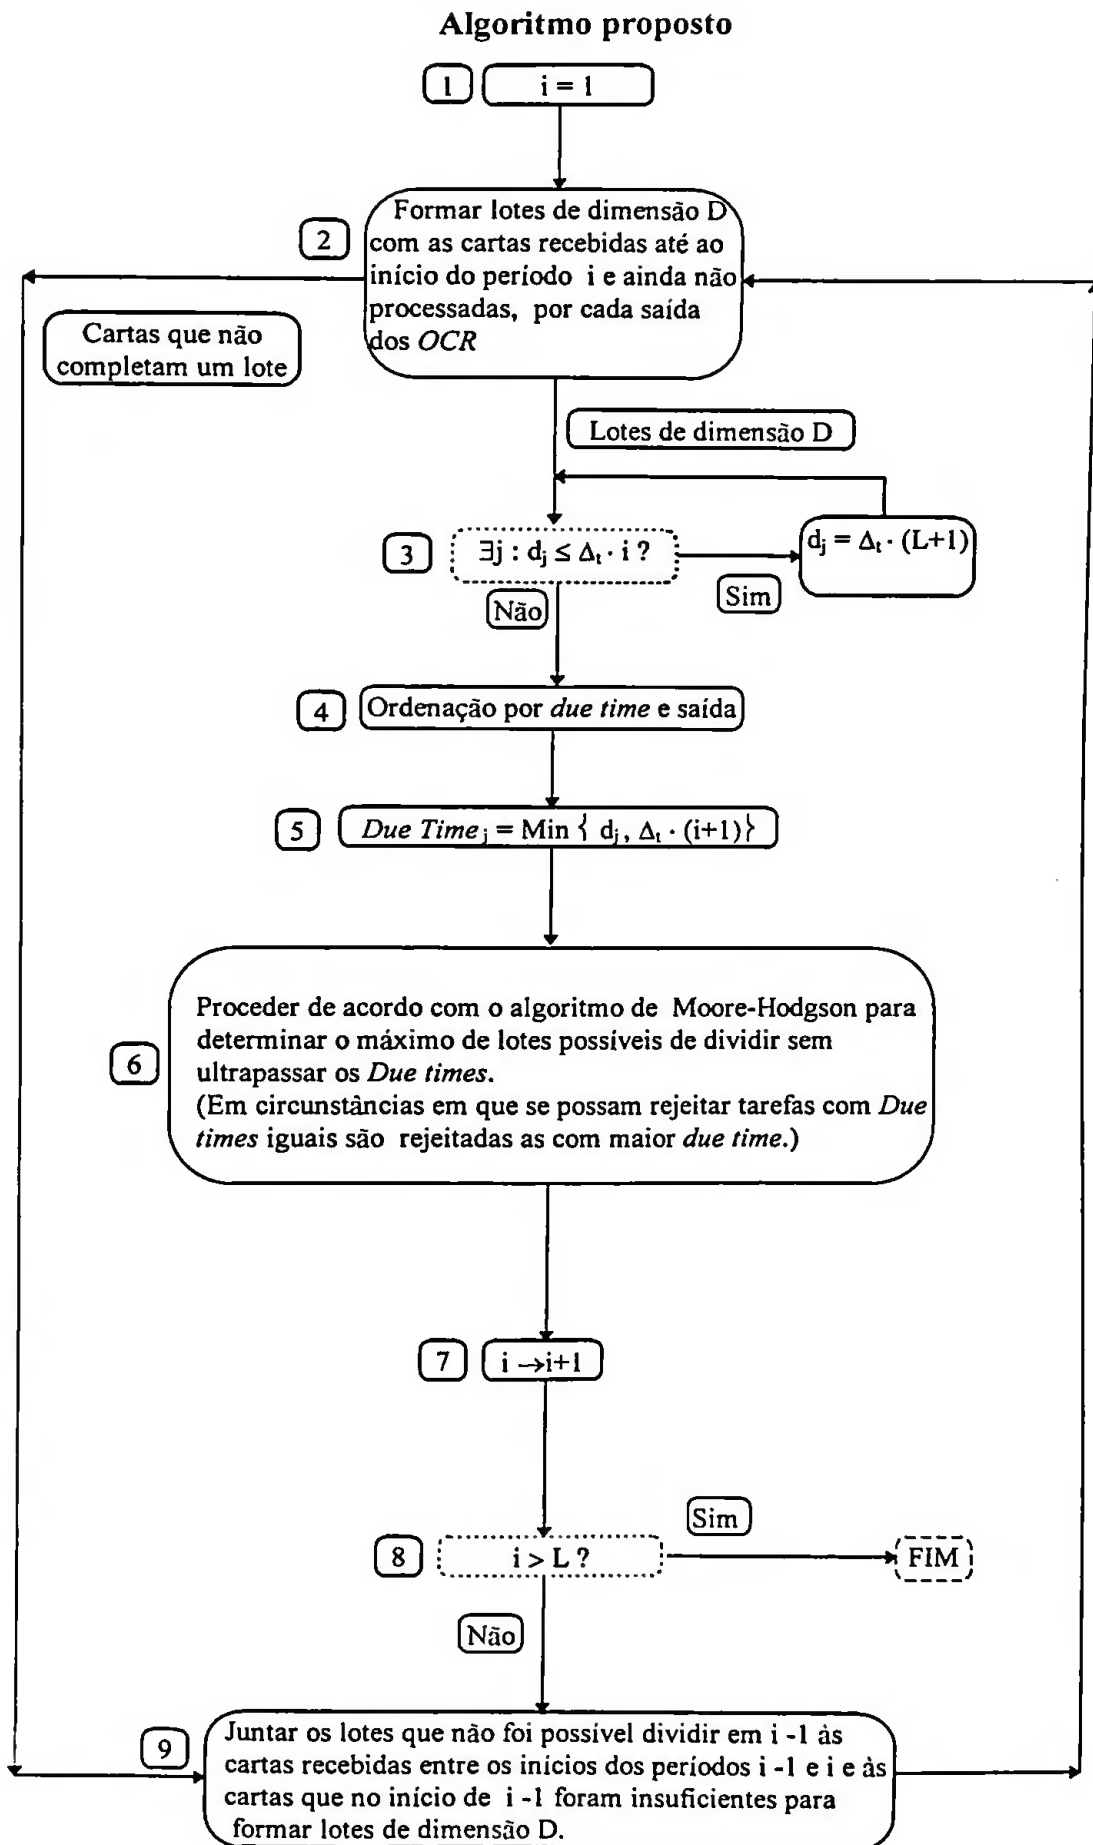 Algoritmo proposto
1
i = 1
2
Formar lotes de dimensão D
com as cartas recebidas até ao
início do período i e ainda não
processadas, por cada saída
dos OCR
Cartas que não
completam um lote
Lotes de dimensão D
3
∃j : dj ≤ Δt · i ?
dj = Δt · (L+1)
Sim
Não
4
Ordenação por due time e saída
5
Due Time j = Min { dj, Δt · (i+1)}
6
Proceder de acordo com o algoritmo de Moore-Hodgson para
determinar o máximo de lotes possíveis de dividir sem
ultrapassar os Due times.
(Em circunstâncias em que se possam rejeitar tarefas com Due
times iguais são rejeitadas as com maior due time.)
7
i →i+1
8
i > L ?
Sim
FIM
Não
9
Juntar os lotes que não foi possível dividir em i -1 às
cartas recebidas entre os inícios dos períodos i -1 e i e às
cartas que no início de i -1 foram insuficientes para
formar lotes de dimensão D.